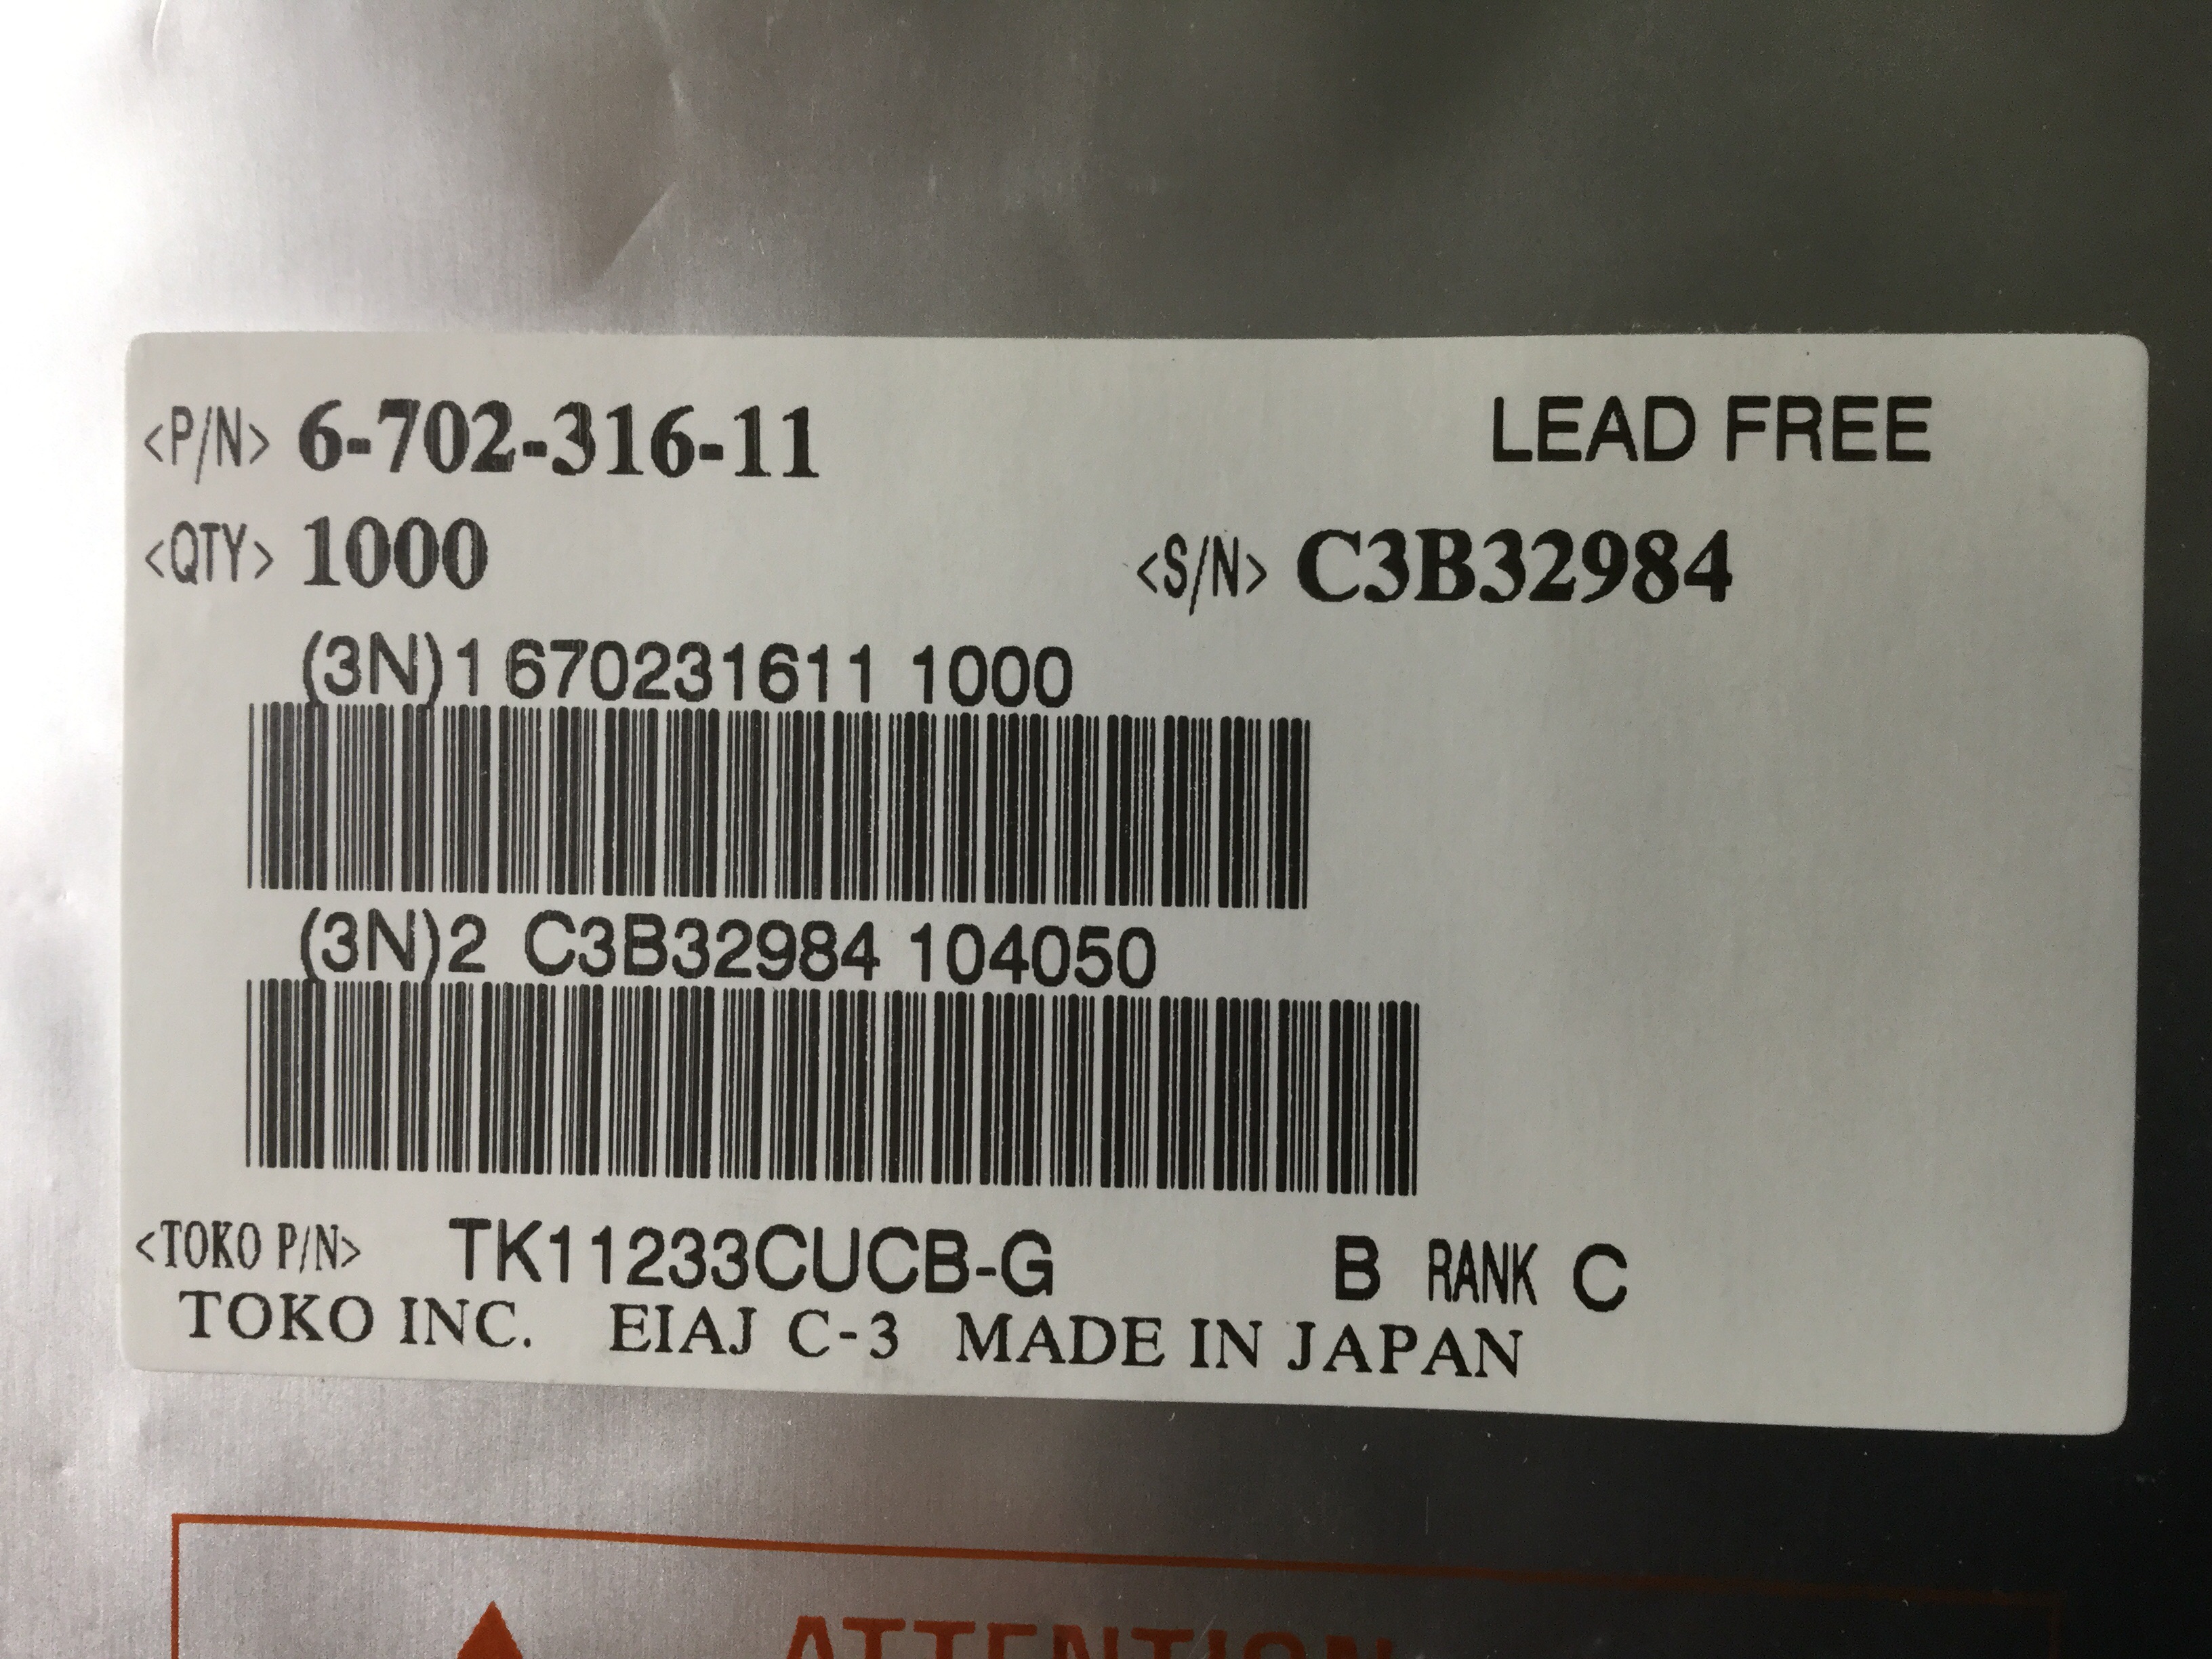 <P/N> 6-702-316-11 LEAD FREE
<QTY> 1000 <S/N> C3B32984
(3N)1 670231611 1000
(3N)2 C3B32984 104050
<TOKO P/N> TK11233CUCB-G B RANK C
TOKO INC. EIAJ C-3 MADE IN JAPAN
ATTENTION